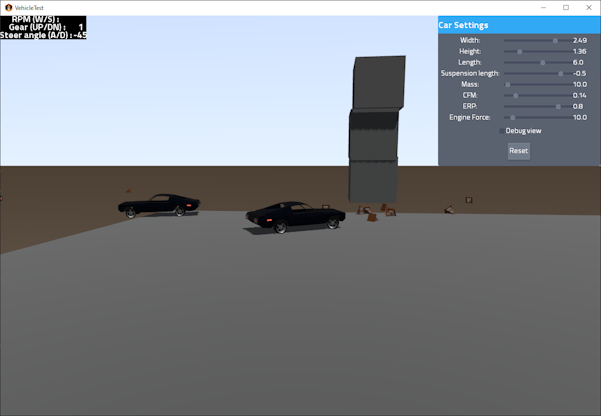 VehicleTest
RPM (W/S):
Gear (UP/DN): 1
Steer angle (A/D):-45
Car Settings
Width: 2.49
Height: 1.36
Length: 6.0
Suspension length: -0.5
Mass: 10.0
CFM: 0.14
ERP: 0.8
Engine Force: 10.0
Debug view
Reset